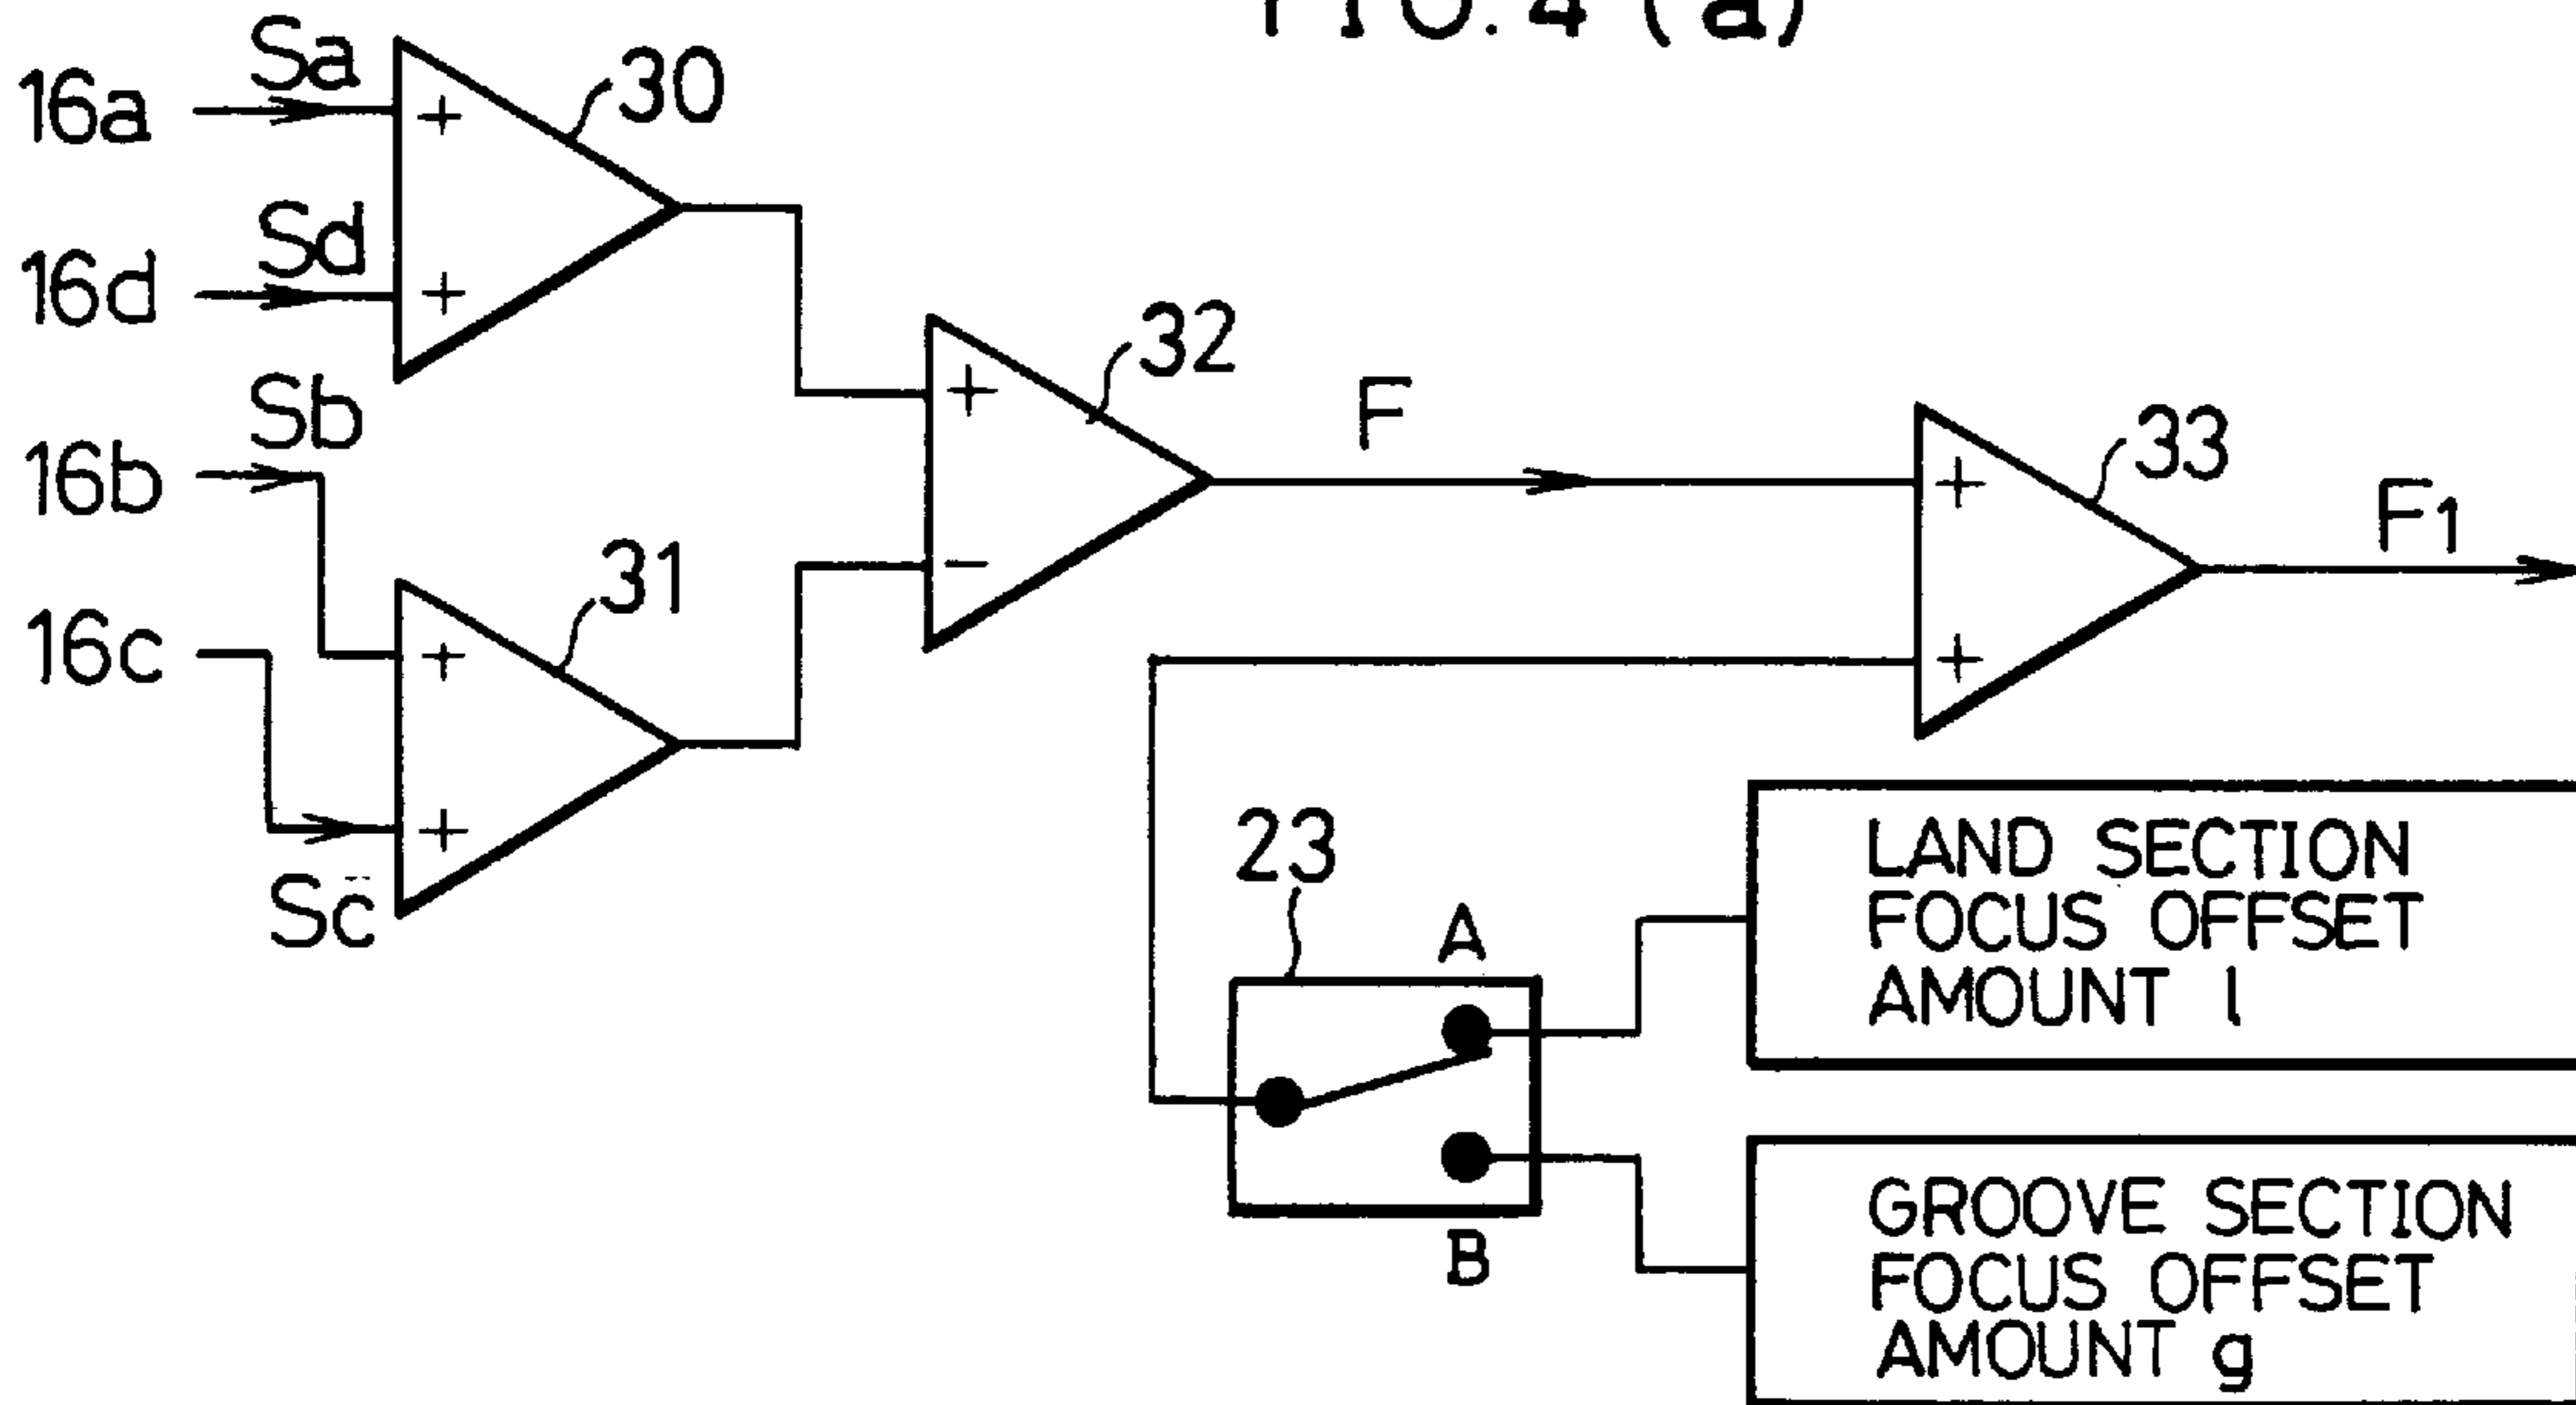 FIG. 4 (a)
16a
Sa
30
16d
Sd
16b
Sb
32
F
33
F1
16c
31
Sc
23
A
B
LAND SECTION
FOCUS OFFSET
AMOUNT l
GROOVE SECTION
FOCUS OFFSET
AMOUNT g
+
+
+
+
+
−
+
+